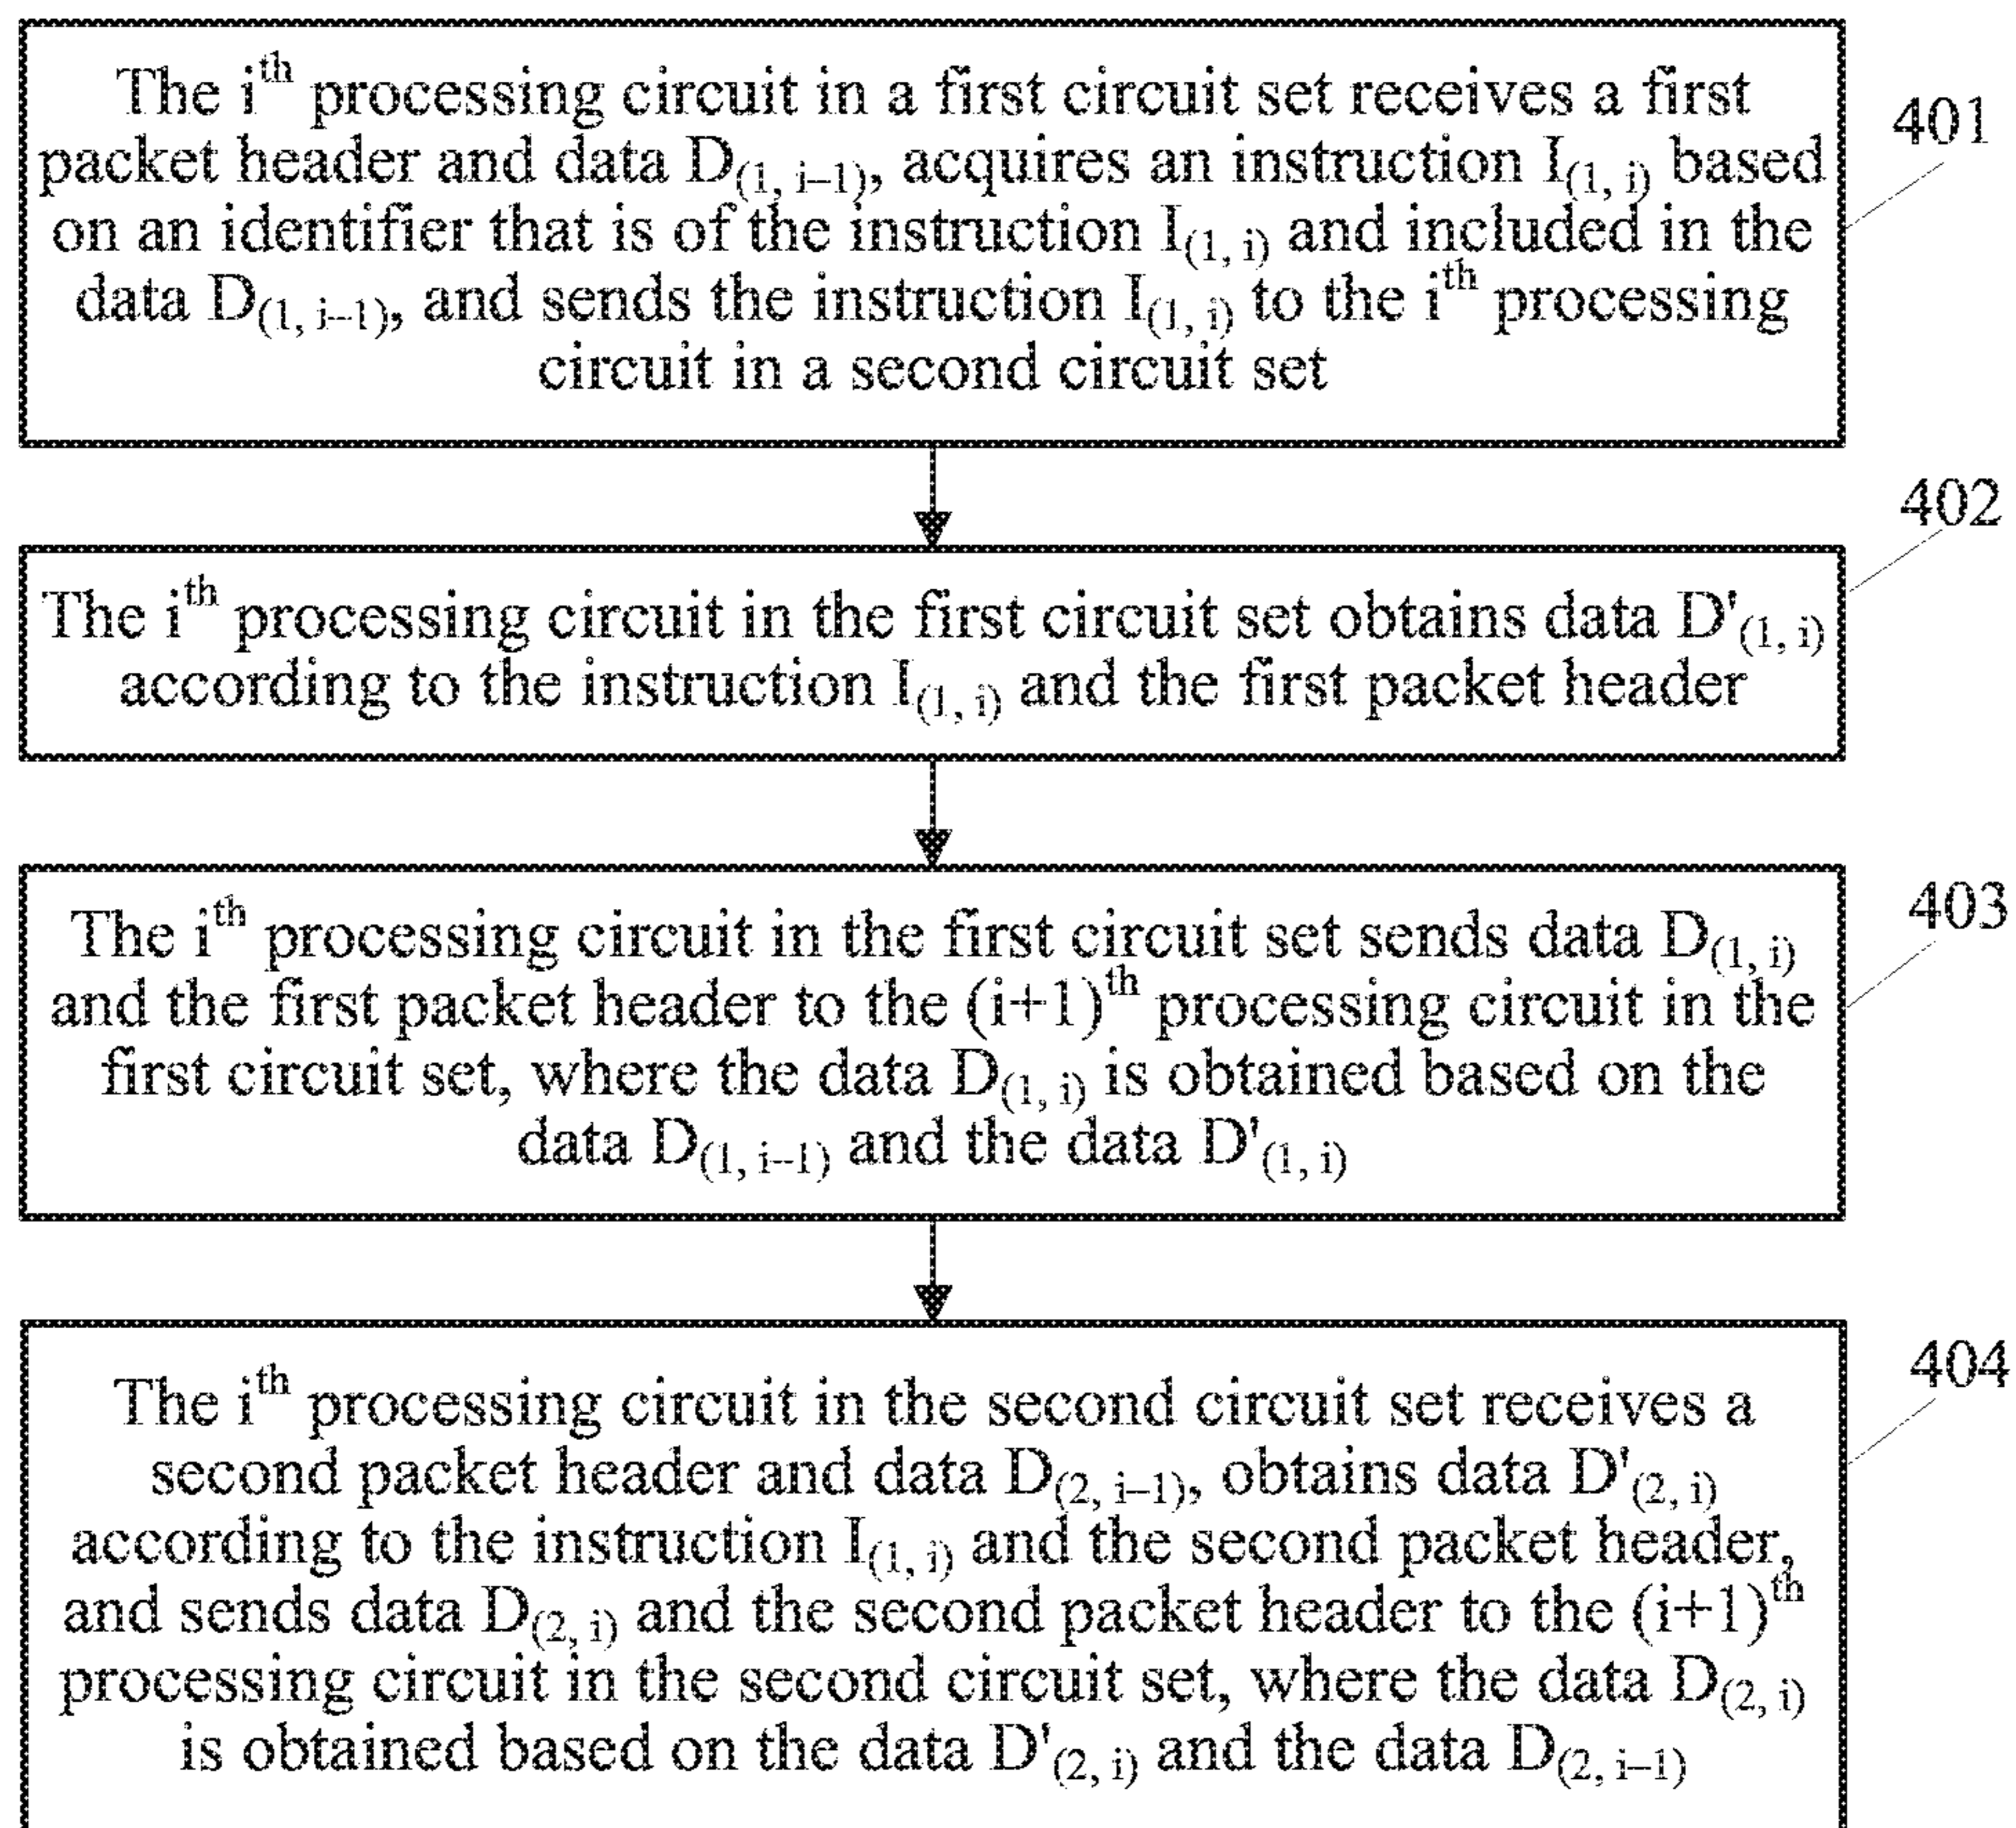 The iᵗʰ processing circuit in a first circuit set receives a first
packet header and data D(1, i–1), acquires an instruction I(1, i) based
on an identifier that is of the instruction I(1, i) and included in the
data D(1, i–1), and sends the instruction I(1, i) to the iᵗʰ processing
circuit in a second circuit set
401
The iᵗʰ processing circuit in the first circuit set obtains data D'(1, i)
according to the instruction I(1, i) and the first packet header
402
The iᵗʰ processing circuit in the first circuit set sends data D(1, i)
and the first packet header to the (i+1)ᵗʰ processing circuit in the
first circuit set, where the data D(1, i) is obtained based on the
data D(1, i–1) and the data D'(1, i)
403
The iᵗʰ processing circuit in the second circuit set receives a
second packet header and data D(2, i–1), obtains data D'(2, i)
according to the instruction I(1, i) and the second packet header,
and sends data D(2, i) and the second packet header to the (i+1)ᵗʰ
processing circuit in the second circuit set, where the data D(2, i)
is obtained based on the data D'(2, i) and the data D(2, i–1)
404